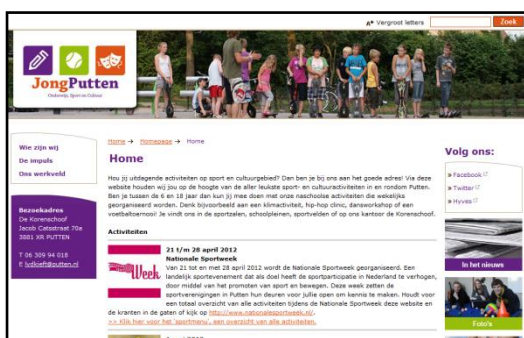 A+ Vergroot letters
Zoek
JongPutten
Onderwijs, Sport en Cultuur
Wie zijn wij
De impuls
Ons werkveld
Bezoekadres
De Korenschoof
Jacob Catsstraat 70a
3881 XR PUTTEN
T 06 309 94 018
E lvdkieft@putten.nl
Home → Homepage → Home
Home
Hou jij uitdagende activiteiten op sport en cultuurgebied? Dan ben je bij ons aan het goede adres! Via deze
website houden wij jou op de hoogte van de aller leukste sport- en cultuuractiviteiten in en rondom Putten.
Ben je tussen de 6 en 18 jaar dan kun jij mee doen met onze naschoolse activiteiten die wekelijks
georganiseerd worden. Denk bijvoorbeeld aan een klimactiviteit, hip-hop clinic, dansworkshop of een
voetbaltoernooi! Je vindt ons in de sportzalen, schoolpleinen, sportvelden of op ons kantoor de Korenschoof.
Activiteiten
Week
21 t/m 28 april 2012
Nationale Sportweek
Van 21 tot en met 28 april 2012 wordt de Nationale Sportweek georganiseerd. Een
landelijk sportevenement dat als doel heeft de sportparticipatie in Nederland te verhogen,
door middel van het promoten van sport en bewegen. Deze week zetten de
sportverenigingen in Putten hun deuren voor jullie open om kennis te maken. Houdt voor
een totaal overzicht van alle activiteiten tijdens de Nationale Sportweek deze website en
de kranten in de gaten of kijk op http://www.nationalesportweek.nl/.
>> Klik hier voor het 'sportmenu', een overzicht van alle activiteiten.
Volg ons:
» Facebook
» Twitter
» Hyves
In het nieuws
Foto's